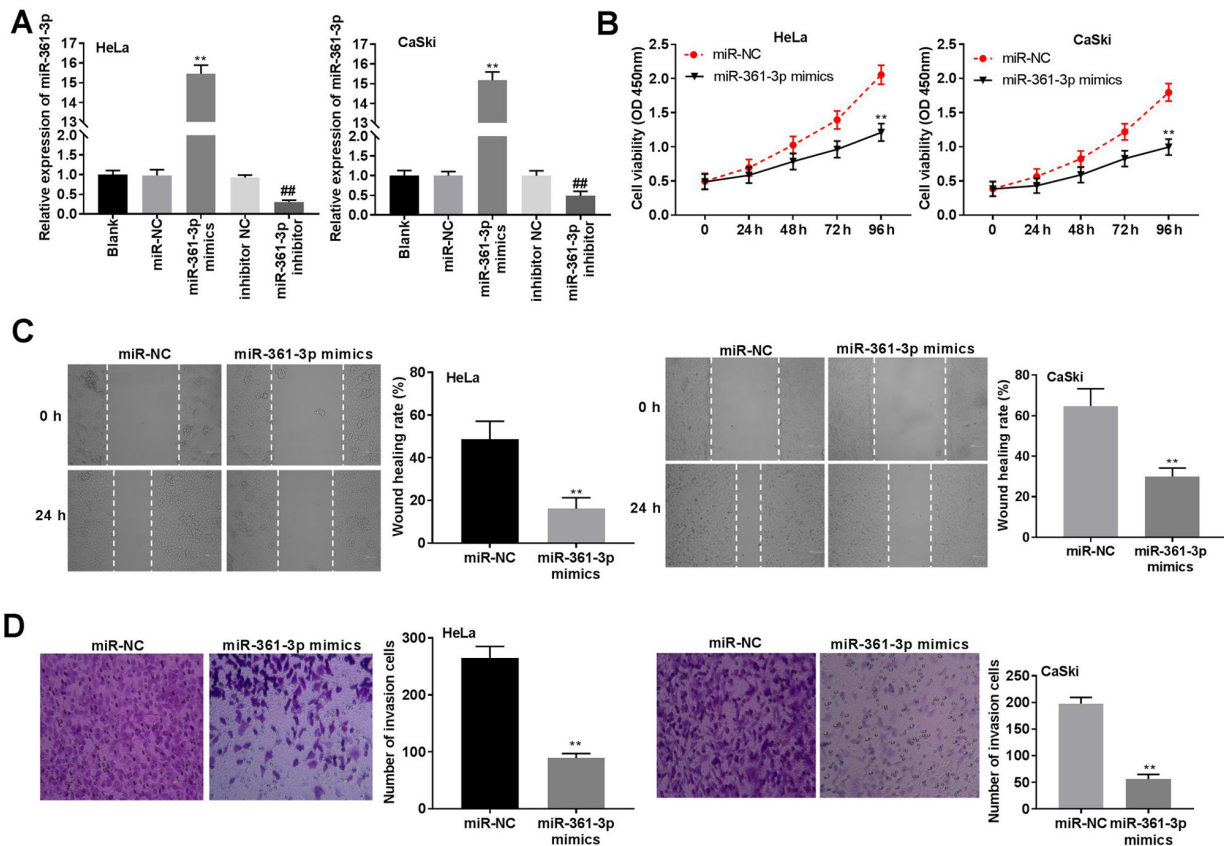 A
HeLa
Relative expression of miR-361-3p
17
16
15
14
13
2.0
1.5
1.0
0.5
0.0
**
##
Blank
miR-NC
miR-361-3p
mimics
inhibitor NC
miR-361-3p
inhibitor
CaSki
Relative expression of miR-361-3p
17
16
15
14
13
2.0
1.5
1.0
0.5
0.0
**
##
Blank
miR-NC
miR-361-3p
mimics
inhibitor NC
miR-361-3p
inhibitor
B
HeLa
Cell viability (OD 450nm)
2.5
2.0
1.5
1.0
0.5
0.0
miR-NC
miR-361-3p mimics
**
0 24 h 48 h 72 h 96 h
CaSki
Cell viability (OD 450nm)
2.5
2.0
1.5
1.0
0.5
0.0
miR-NC
miR-361-3p mimics
**
0 24 h 48 h 72 h 96 h
C
miR-NC miR-361-3p mimics
0 h
24 h
HeLa
Wound healing rate (%)
80
60
40
20
0
**
miR-NC miR-361-3p
mimics
miR-NC miR-361-3p mimics
0 h
24 h
CaSki
Wound healing rate (%)
80
60
40
20
0
**
miR-NC miR-361-3p
mimics
D
miR-NC miR-361-3p mimics
HeLa
Number of invasion cells
300
200
100
0
**
miR-NC miR-361-3p
mimics
miR-NC miR-361-3p mimics
CaSki
Number of invasion cells
250
200
150
100
50
0
**
miR-NC miR-361-3p
mimics